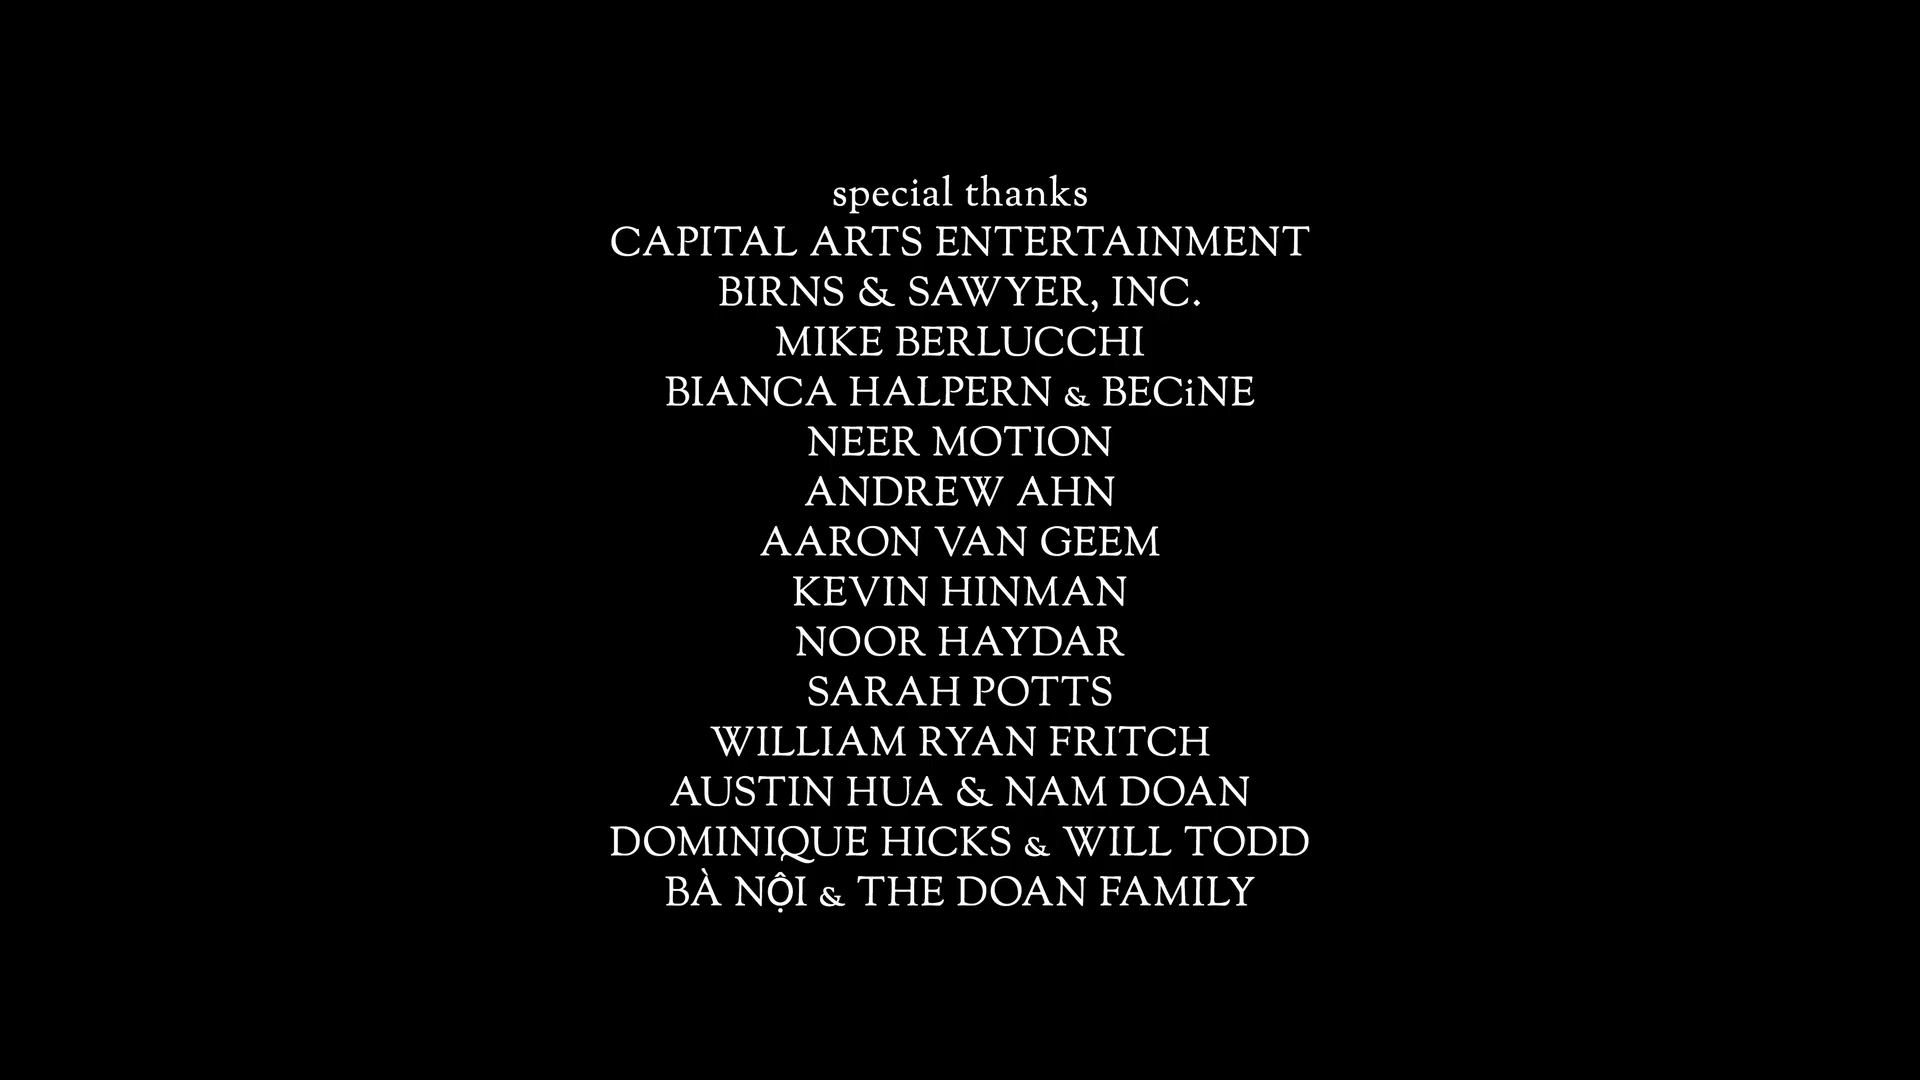 special thanks
CAPITAL ARTS ENTERTAINMENT
BIRNS & SAWYER, INC.
MIKE BERLUCCHI
BIANCA HALPERN & BECiNE
NEER MOTION
ANDREW AHN
AARON VAN GEEM
KEVIN HINMAN
NOOR HAYDAR
SARAH POTTS
WILLIAM RYAN FRITCH
AUSTIN HUA & NAM DOAN
DOMINIQUE HICKS & WILL TODD
BÀ NỘI & THE DOAN FAMILY